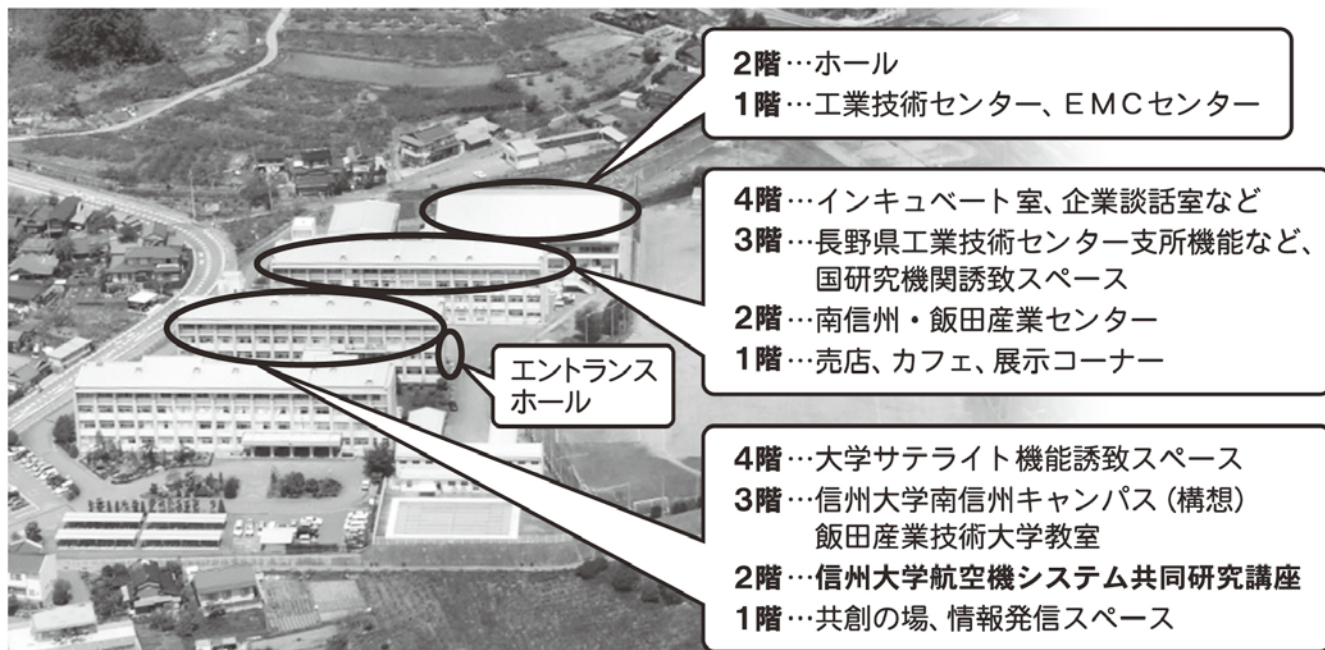 2階…ホール
1階…工業技術センター、EMCセンター
4階…インキュベート室、企業談話室など
3階…長野県工業技術センター支所機能など、
国研究機関誘致スペース
2階…南信州・飯田産業センター
1階…売店、カフェ、展示コーナー
エントランス
ホール
4階…大学サテライト機能誘致スペース
3階…信州大学南信州キャンパス（構想）
飯田産業技術大学教室
2階…信州大学航空機システム共同研究講座
1階…共創の場、情報発信スペース